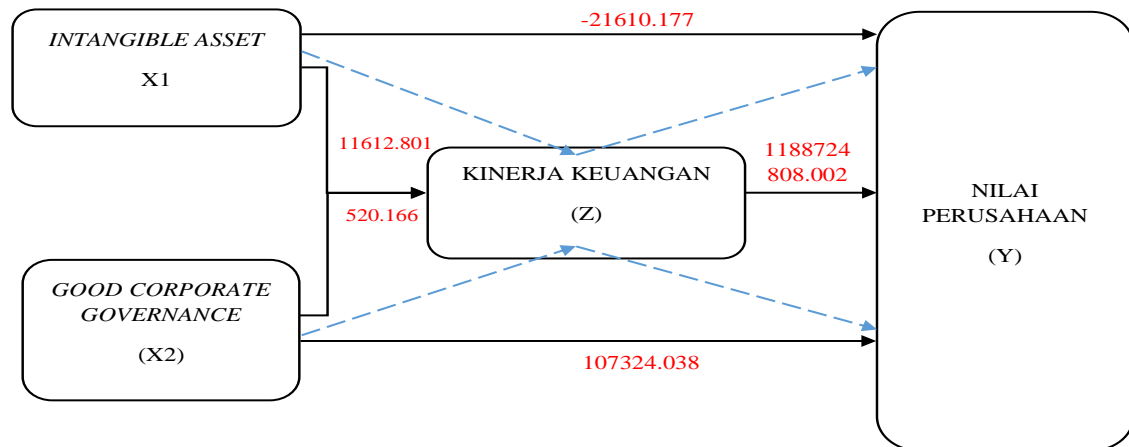 -21610.177
INTANGIBLE ASSET
X1
11612.801
KINERJA KEUANGAN
(Z)
520.166
1188724
808.002
NILAI
PERUSAHAAN
(Y)
GOOD CORPORATE
GOVERNANCE
(X2)
107324.038